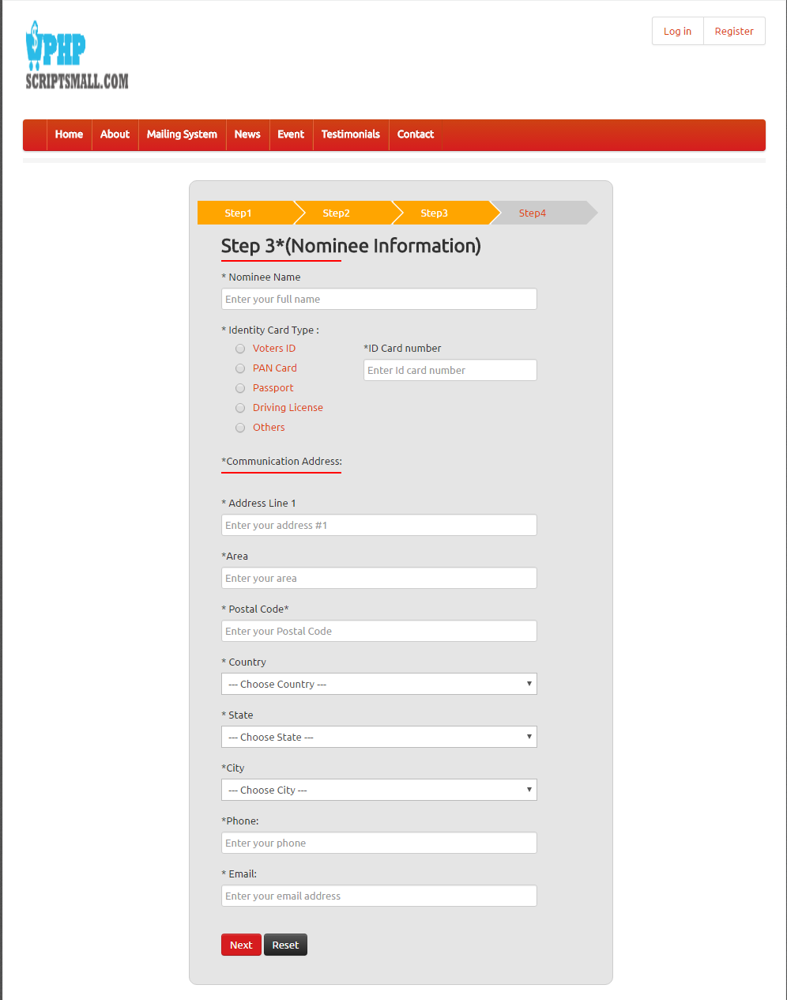 PHP
SCRIPTSMALL.COM
Log in Register
Home About Mailing System News Event Testimonials Contact
Step1 Step2 Step3 Step4
Step 3*(Nominee Information)
* Nominee Name
Enter your full name
* Identity Card Type :
Voters ID
*ID Card number
PAN Card
Enter Id card number
Passport
Driving License
Others
*Communication Address:
* Address Line 1
Enter your address #1
*Area
Enter your area
* Postal Code*
Enter your Postal Code
* Country
--- Choose Country ---
* State
--- Choose State ---
*City
--- Choose City ---
*Phone:
Enter your phone
* Email:
Enter your email address
Next Reset